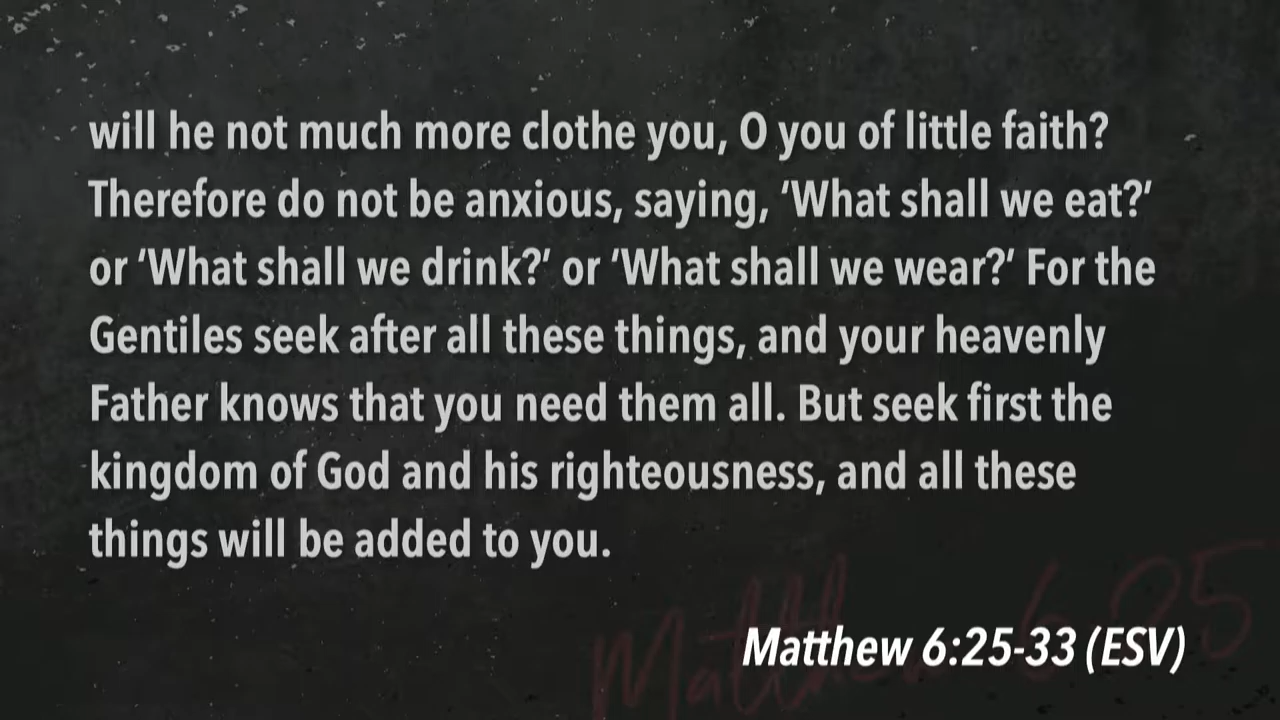 will he not much more clothe you, O you of little faith?
Therefore do not be anxious, saying, ‘What shall we eat?’
or ‘What shall we drink?’ or ‘What shall we wear?’ For the
Gentiles seek after all these things, and your heavenly
Father knows that you need them all. But seek first the
kingdom of God and his righteousness, and all these
things will be added to you.
Matthew 6:25-33 (ESV)
Matthew 6:25